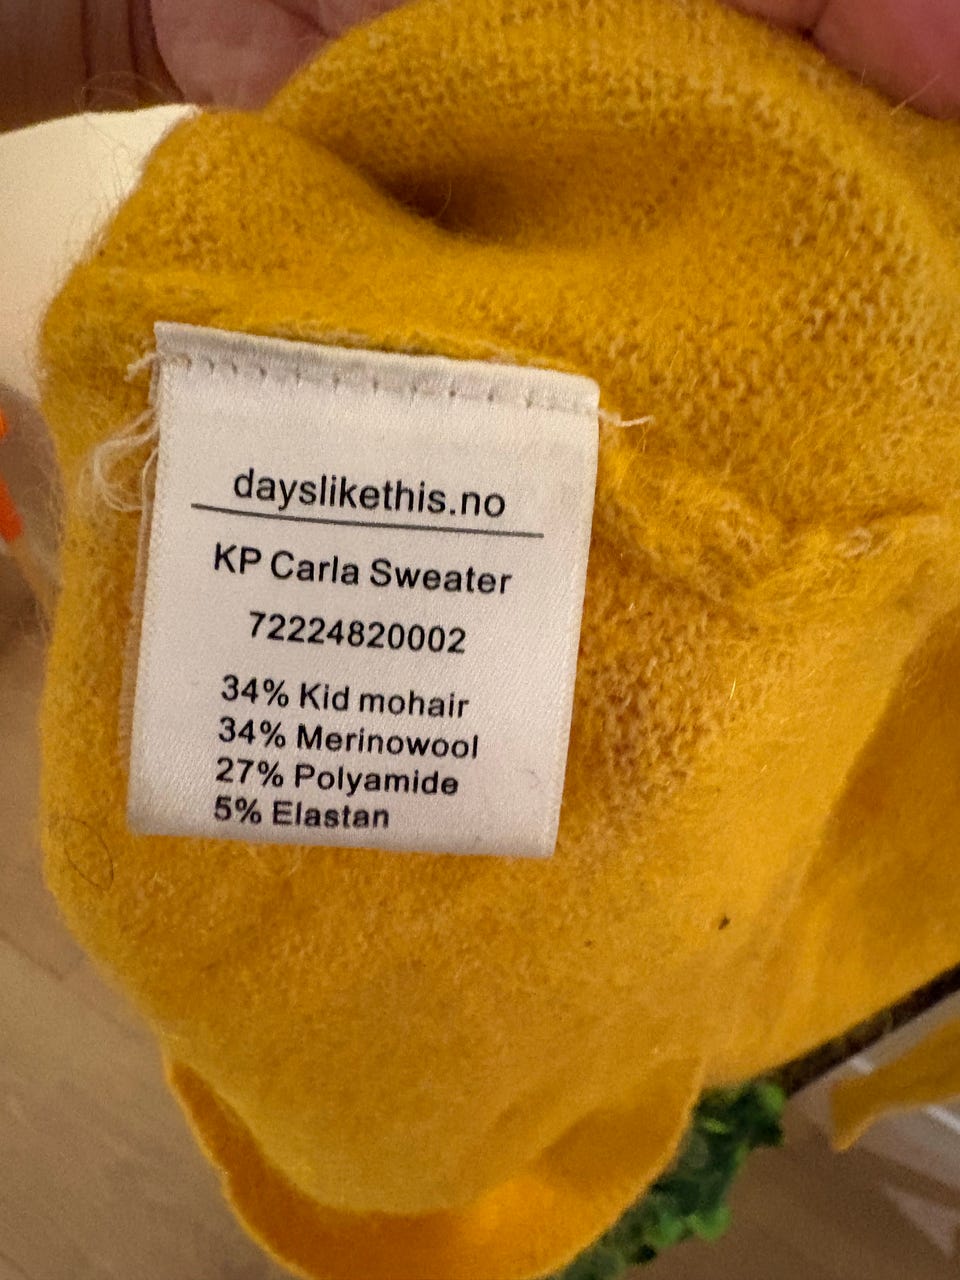 dayslikethis.no
KP Carla Sweater
72224820002
34% Kid mohair
34% Merinowool
27% Polyamide
5% Elastan